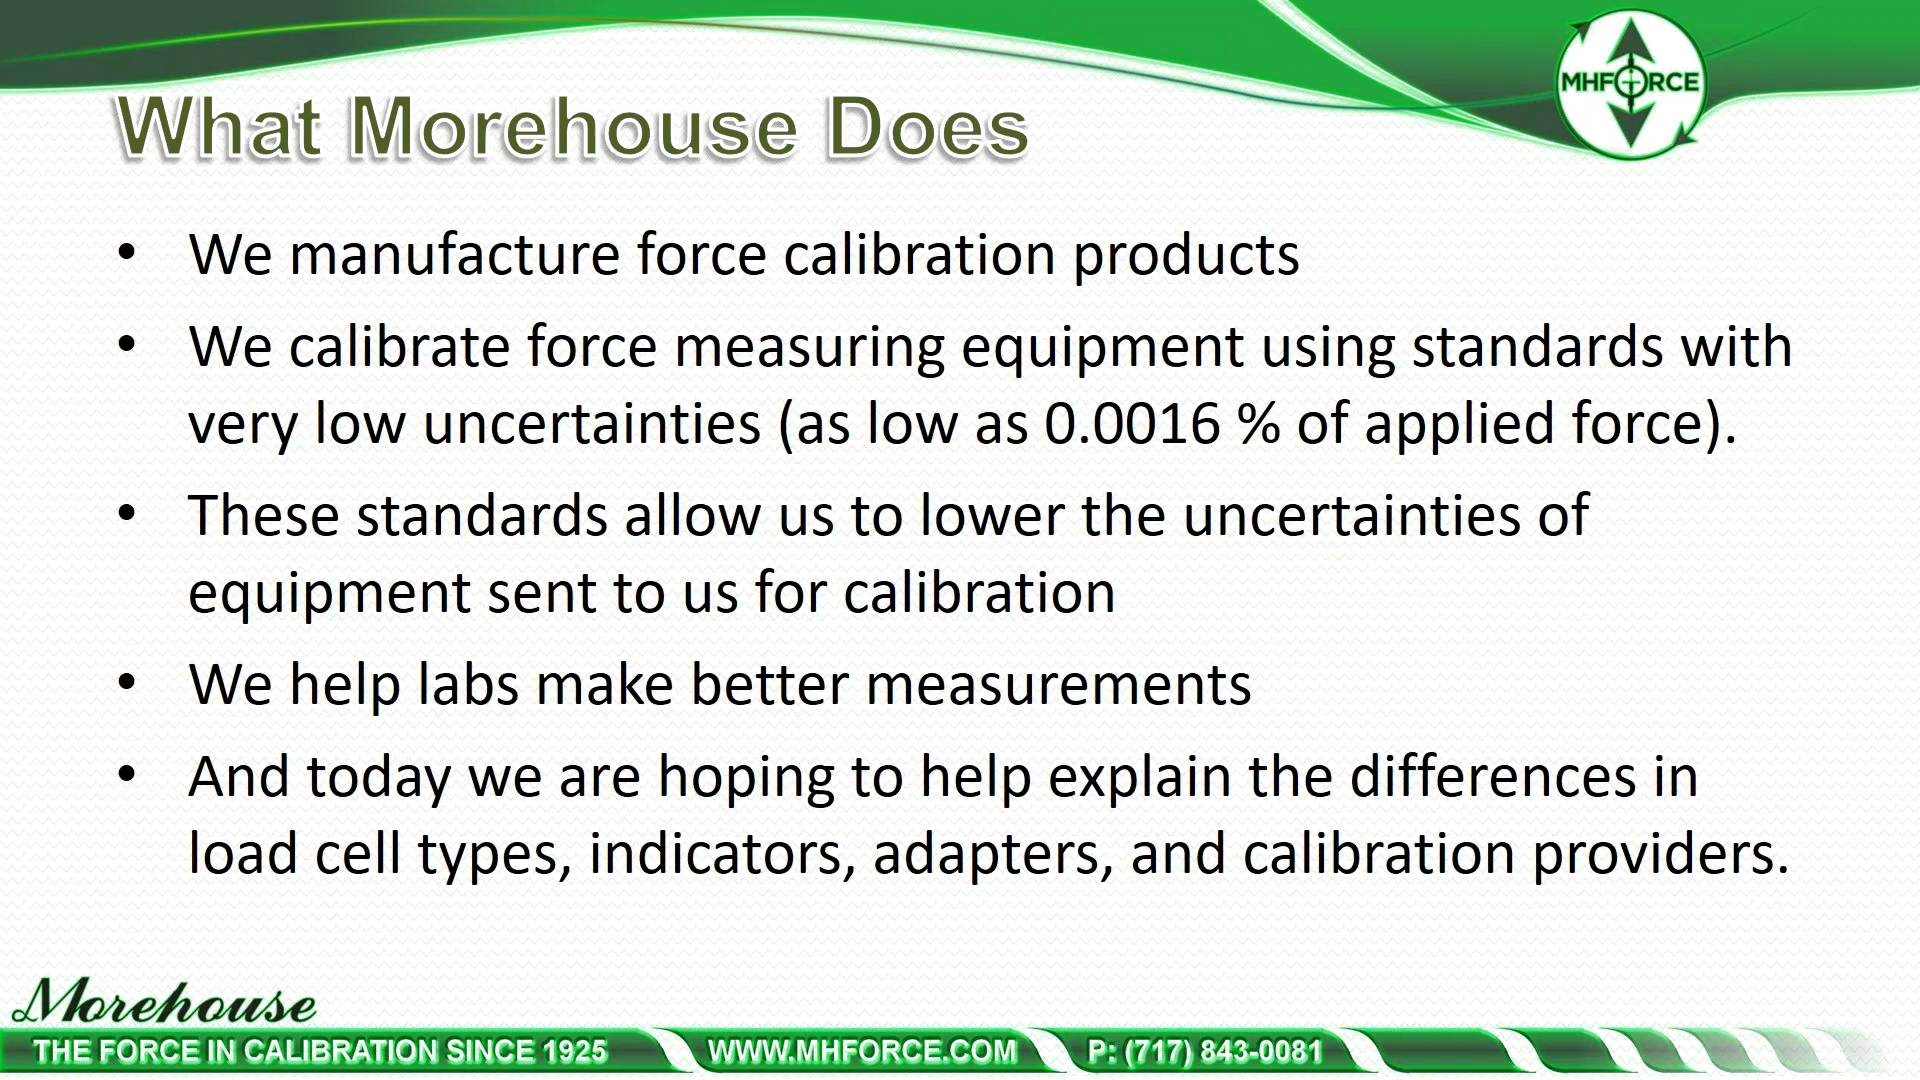 MHFORCE
What Morehouse Does
• We manufacture force calibration products
• We calibrate force measuring equipment using standards with
very low uncertainties (as low as 0.0016 % of applied force).
• These standards allow us to lower the uncertainties of
equipment sent to us for calibration
• We help labs make better measurements
• And today we are hoping to help explain the differences in
load cell types, indicators, adapters, and calibration providers.
Morehouse
THE FORCE IN CALIBRATION SINCE 1925 WWW.MHFORCE.COM P: (717) 843-0081